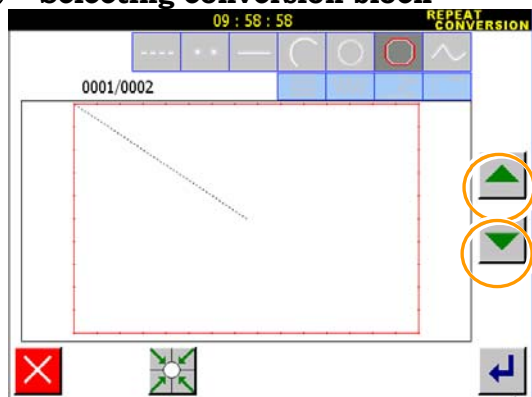 Selecting conversion block
09 : 58 : 58
REPEAT
CONVERSION
0001/0002